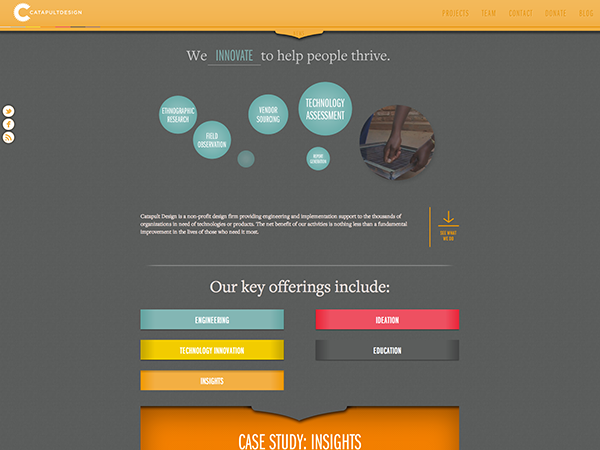 CATAPULTDESIGN
PROJECTS TEAM CONTACT DONATE BLOG
We INNOVATE to help people thrive.
ETHNOGRAPHIC
RESEARCH
FIELD
OBSERVATION
VENDOR
SOURCING
TECHNOLOGY
ASSESSMENT
REPORT
GENERATION
Catapult Design is a non-profit design firm providing engineering and implementation support to the thousands of
organizations in need of technologies or products. The net benefit of our activities is nothing less than a fundamental
improvement in the lives of those who need it most.
SEE WHAT
WE DO
Our key offerings include:
ENGINEERING
IDEATION
TECHNOLOGY INNOVATION
EDUCATION
INSIGHTS
CASE STUDY: INSIGHTS